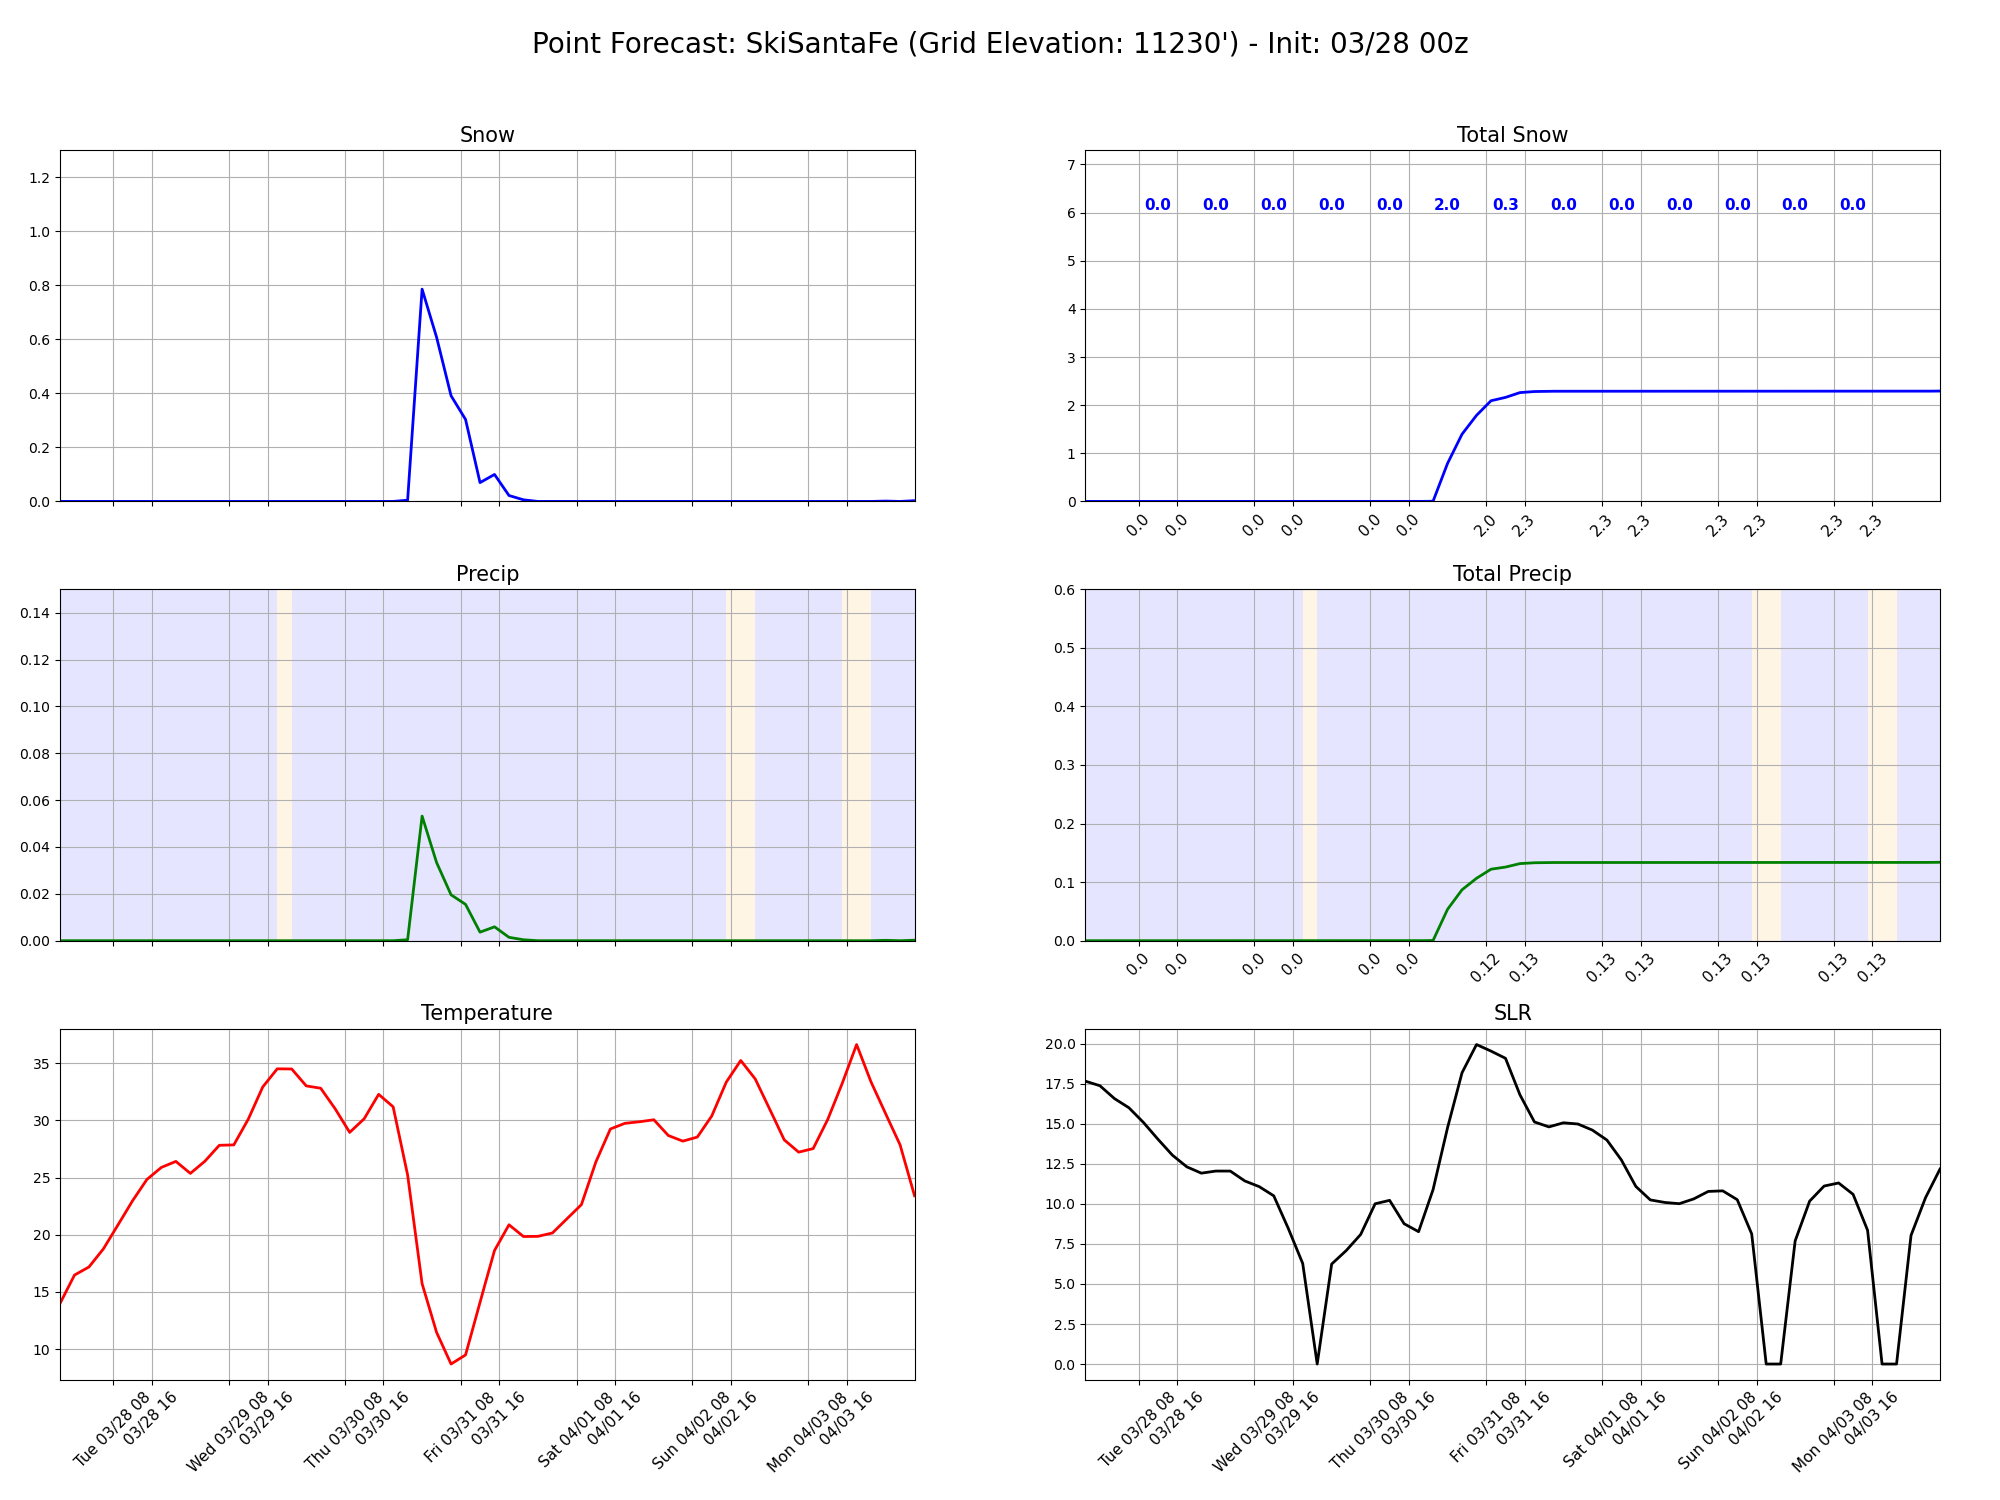 Point Forecast: SkiSantaFe (Grid Elevation: 11230') - Init: 03/28 00z
Snow
1.2
1.0
0.8
0.6
0.4
0.2
0.0
Total Snow
7
6
5
4
3
2
1
0
0.0 0.0 0.0 0.0 0.0 2.0 0.3 0.0 0.0 0.0 0.0 0.0 0.0
0.0 0.0 0.0 0.0 0.0 0.0 2.0 2.3 2.3 2.3 2.3 2.3 2.3 2.3
Precip
0.14
0.12
0.10
0.08
0.06
0.04
0.02
0.00
Total Precip
0.6
0.5
0.4
0.3
0.2
0.1
0.0
0.0 0.0 0.0 0.0 0.0 0.0 0.12 0.13 0.13 0.13 0.13 0.13 0.13 0.13
Temperature
35
30
25
20
15
10
Tue 03/28 08
03/28 16
Wed 03/29 08
03/29 16
Thu 03/30 08
03/30 16
Fri 03/31 08
03/31 16
Sat 04/01 08
04/01 16
Sun 04/02 08
04/02 16
Mon 04/03 08
04/03 16
SLR
20.0
17.5
15.0
12.5
10.0
7.5
5.0
2.5
0.0
Tue 03/28 08
03/28 16
Wed 03/29 08
03/29 16
Thu 03/30 08
03/30 16
Fri 03/31 08
03/31 16
Sat 04/01 08
04/01 16
Sun 04/02 08
04/02 16
Mon 04/03 08
04/03 16